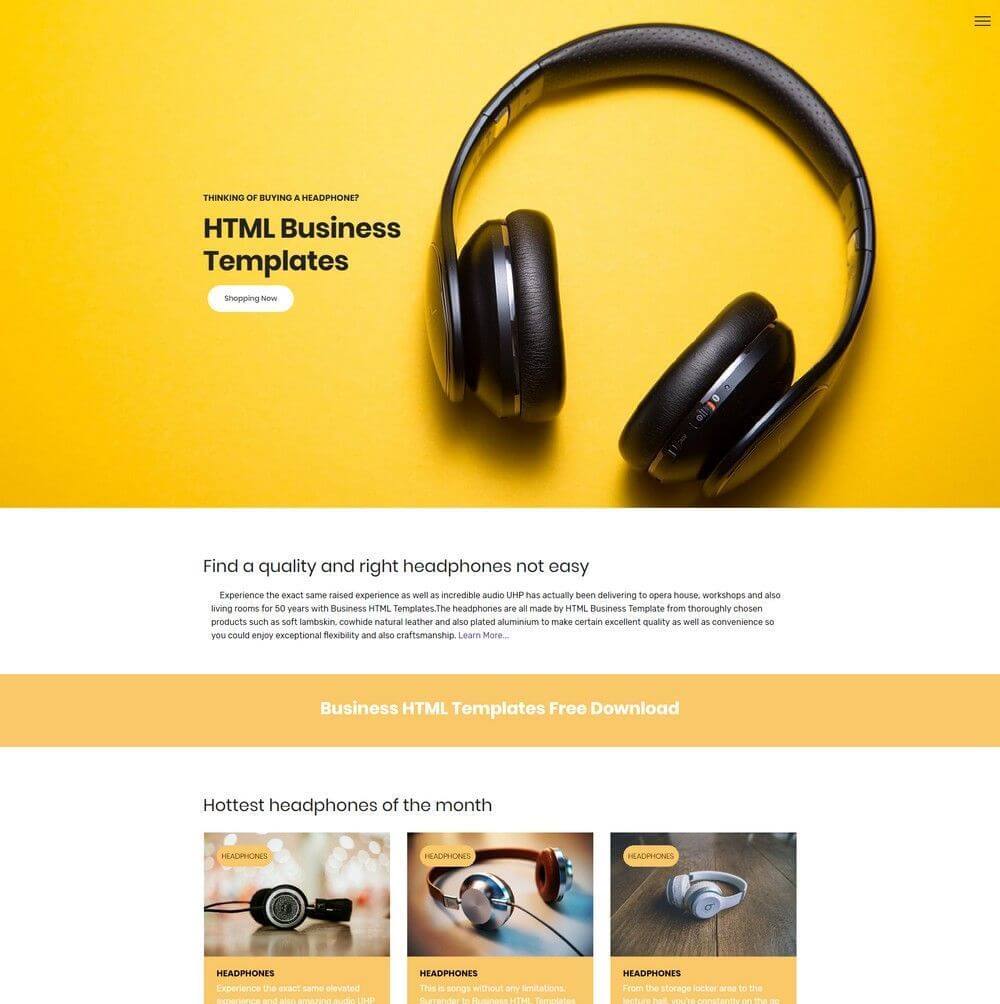 THINKING OF BUYING A HEADPHONE?
HTML Business
Templates
Shopping Now
Find a quality and right headphones not easy
Experience the exact same raised experience as well as incredible audio UHP has actually been delivering to opera house, workshops and also
living rooms for 50 years with Business HTML Templates.The headphones are all made by HTML Business Template from thoroughly chosen
products such as soft lambskin, cowhide natural leather and also plated aluminium to make certain excellent quality as well as convenience so
you could enjoy exceptional flexibility and also craftsmanship. Learn More...
Business HTML Templates Free Download
Hottest headphones of the month
HEADPHONES
HEADPHONES
HEADPHONES
HEADPHONES
Experience the exact same elevated
experience and also amazing audio UHP
HEADPHONES
This is songs without any limitations.
Surrender to Business HTML Templates
HEADPHONES
From the storage locker area to the
lecture hall, you're constantly on the go